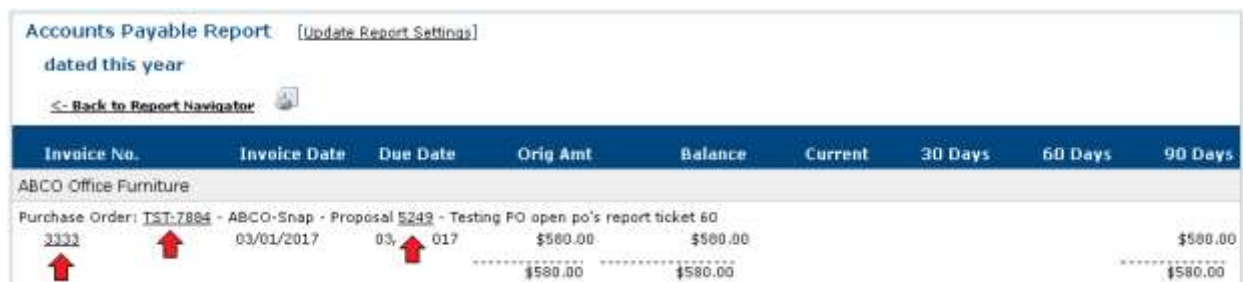 Accounts Payable Report [Update Report Settings]
dated this year
<- Back to Report Navigator
Invoice No. Invoice Date Due Date Orig Amt Balance Current 30 Days 60 Days 90 Days
ABCO Office Furniture
Purchase Order: TST-7884 - ABCO-Snap - Proposal 5249 - Testing PO open po's report ticket 60
3333 03/01/2017 03, 017 $580.00 $580.00 $580.00
$580.00 $580.00 $580.00